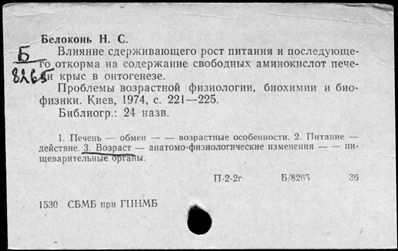 Белоконь Н. С.
Влияние сдерживающего рост питания и последующе-
го откорма на содержание свободных аминокислот пече-
ни крыс в онтогенезе.
Б
8265
Проблемы возрастной физиологии, биохимии и био-
физики. Киев, 1974, с. 221—225.
Библиогр.: 24 назв.
1. Печень — обмен — — возрастные особенности. 2. Питание —
действие. 3. Возраст — анатомо-физиологические изменения — — пи-
щеварительные органы.
П-2-2г Б/8265 36
1530 СБМБ при ГЦНМБ